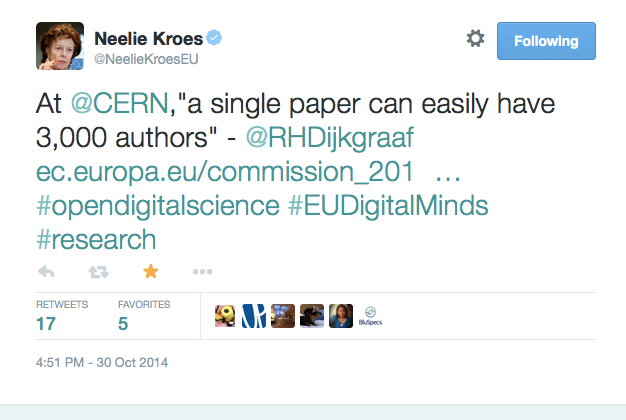 Neelie Kroes
@NeelieKroesEU
Following
At @CERN,"a single paper can easily have
3,000 authors" - @RHDijkgraaf
ec.europa.eu/commission_201 …
#opendigitalscience #EUDigitalMinds
#research
RETWEETS FAVORITES
17 5
BluSpecs
4:51 PM - 30 Oct 2014